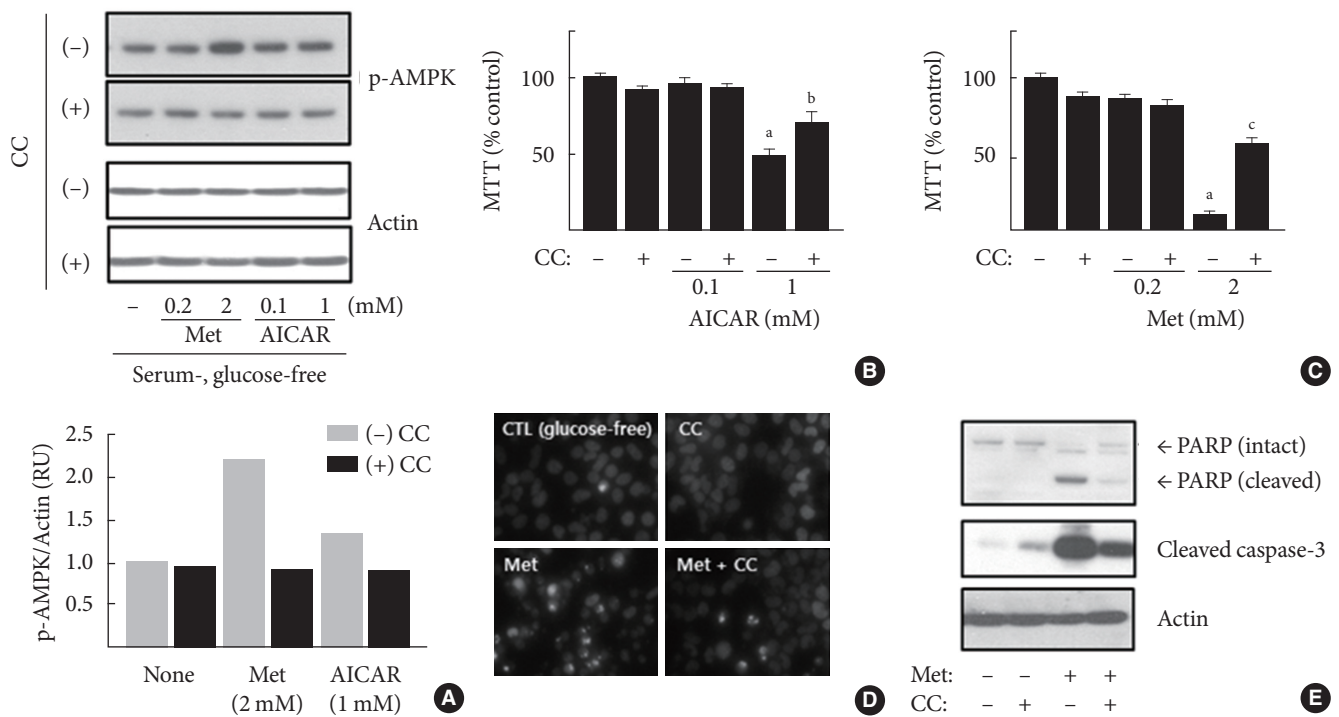 CC
(–)
(+)
p-AMPK
(–)
(+)
Actin
– 0.2 2 0.1 1 (mM)
Met AICAR
Serum-, glucose-free
p-AMPK/Actin (RU)
2.5
2.0
1.5
1.0
0.5
(–) CC
(+) CC
None Met AICAR
(2 mM) (1 mM)
A
MTT (% control)
100
50
a
b
CC: – + – + – +
0.1 1
AICAR (mM)
B
MTT (% control)
100
50
a
c
CC: – + – + – +
0.2 2
Met (mM)
C
CTL (glucose-free)
CC
Met
Met + CC
D
← PARP (intact)
← PARP (cleaved)
Cleaved caspase-3
Actin
Met: – – + +
CC: – + – +
E